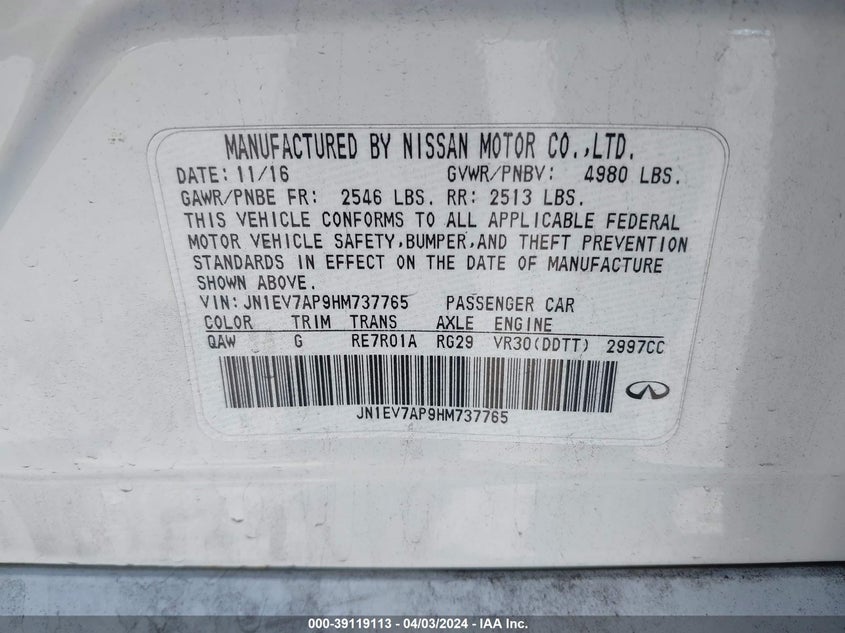 MANUFACTURED BY NISSAN MOTOR CO.,LTD.
DATE: 11/16 GVWR/PNBV: 4980 LBS.
GAWR/PNBE FR: 2546 LBS. RR: 2513 LBS.
THIS VEHICLE CONFORMS TO ALL APPLICABLE FEDERAL
MOTOR VEHICLE SAFETY,BUMPER,AND THEFT PREVENTION
STANDARDS IN EFFECT ON THE DATE OF MANUFACTURE
SHOWN ABOVE.
VIN:JN1EV7AP9HM737765 PASSENGER CAR
COLOR TRIM TRANS AXLE ENGINE
QAW G RE7R01A RG29 VR30(DDTT) 2997CC
JN1EV7AP9HM737765
000-39119113 - 04/03/2024 - IAA Inc.